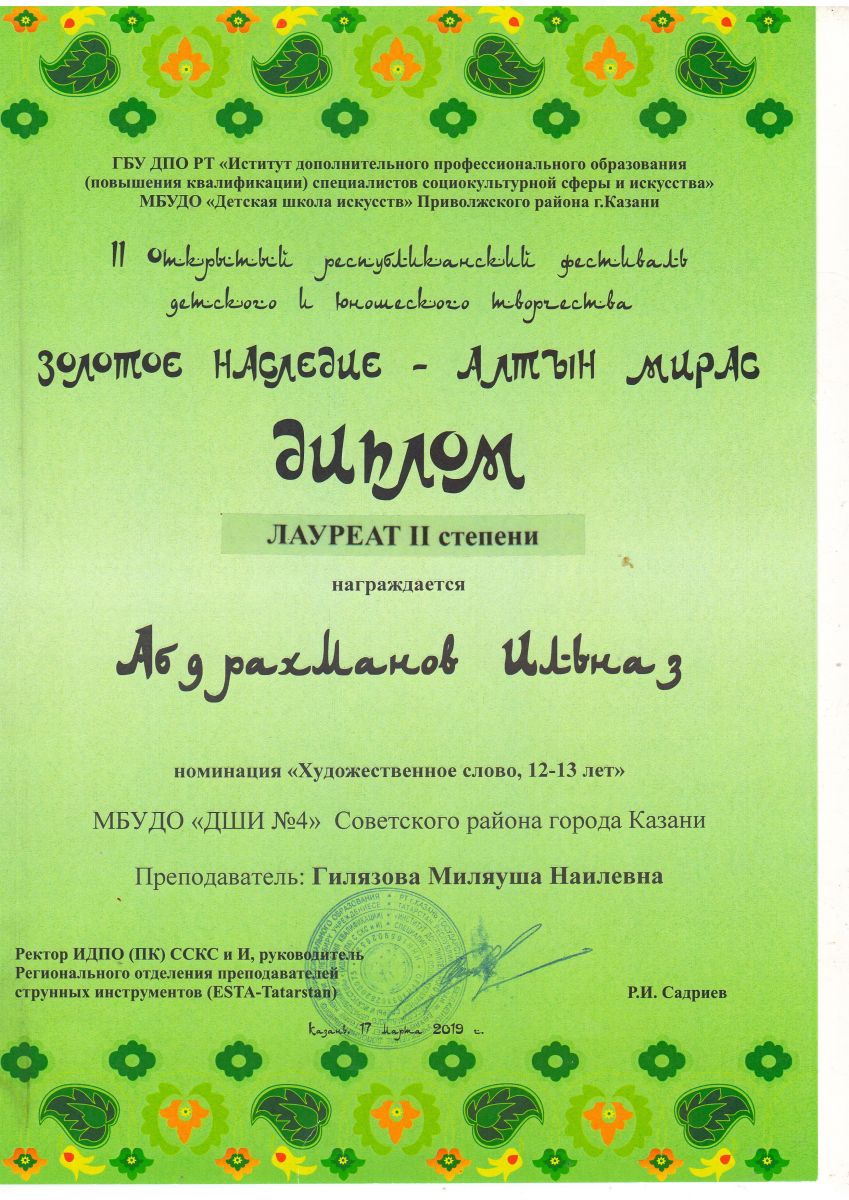 ГБУ ДПО РТ «Иститут дополнительного профессионального образования
(повышения квалификации) специалистов социокультурной сферы и искусства»
МБУДО «Детская школа искусств» Приволжского района г.Казани
II Открытый республиканский фестиваль
детского и юношеского творчества
ЗОЛОТОЕ НАСЛЕДИЕ - АЛТЫН МИРАС
ДИПЛОМ
ЛАУРЕАТ II степени
награждается
Абдрахманов Ильназ
номинация «Художественное слово, 12-13 лет»
МБУДО «ДШИ №4» Советского района города Казани
Преподаватель: Гилязова Миляуша Наилевна
Ректор ИДПО (ПК) ССКС и И, руководитель
Регионального отделения преподавателей
струнных инструментов (ESTA-Tatarstan)
Р.И. Садриев
Казань. 17 марта 2019 г.